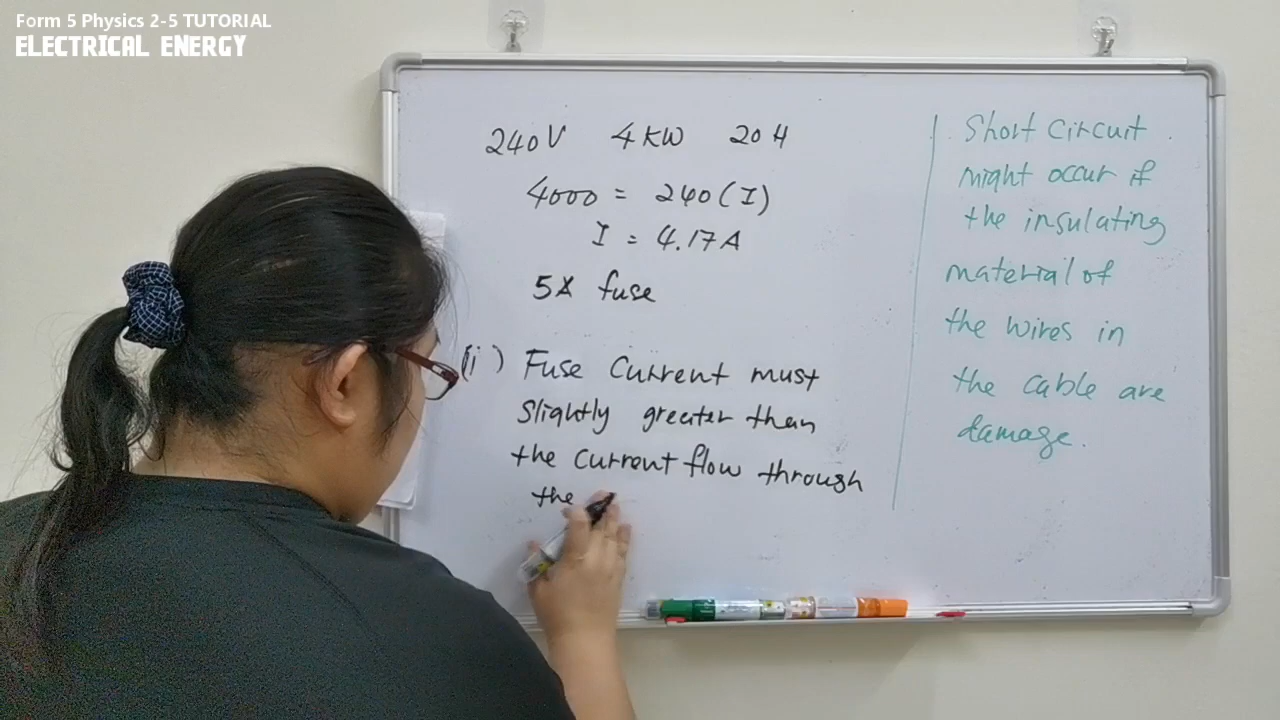 Form 5 Physics 2-5 TUTORIAL
ELECTRICAL ENERGY
240V 4KW 204
4000 = 240(I)
I = 4.17A
5A fuse
(i) Fuse Current must
Slightly greater than
the current flow through
the
Short Circuit
might occur if
the insulating
material of
the wires in
the cable are
damage.